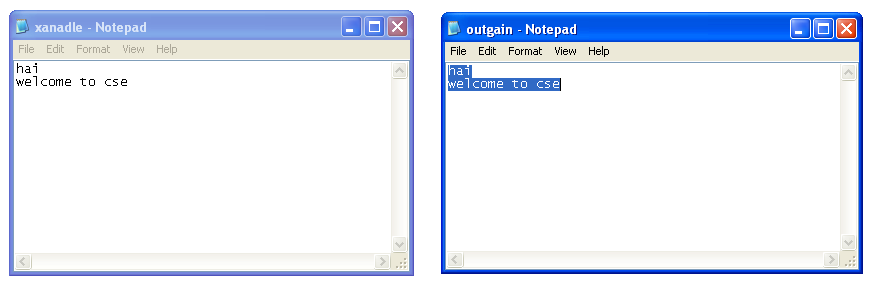 xanadle - Notepad
File Edit Format View Help
hai
welcome to cse
outgain - Notepad
File Edit Format View Help
hai
welcome to cse